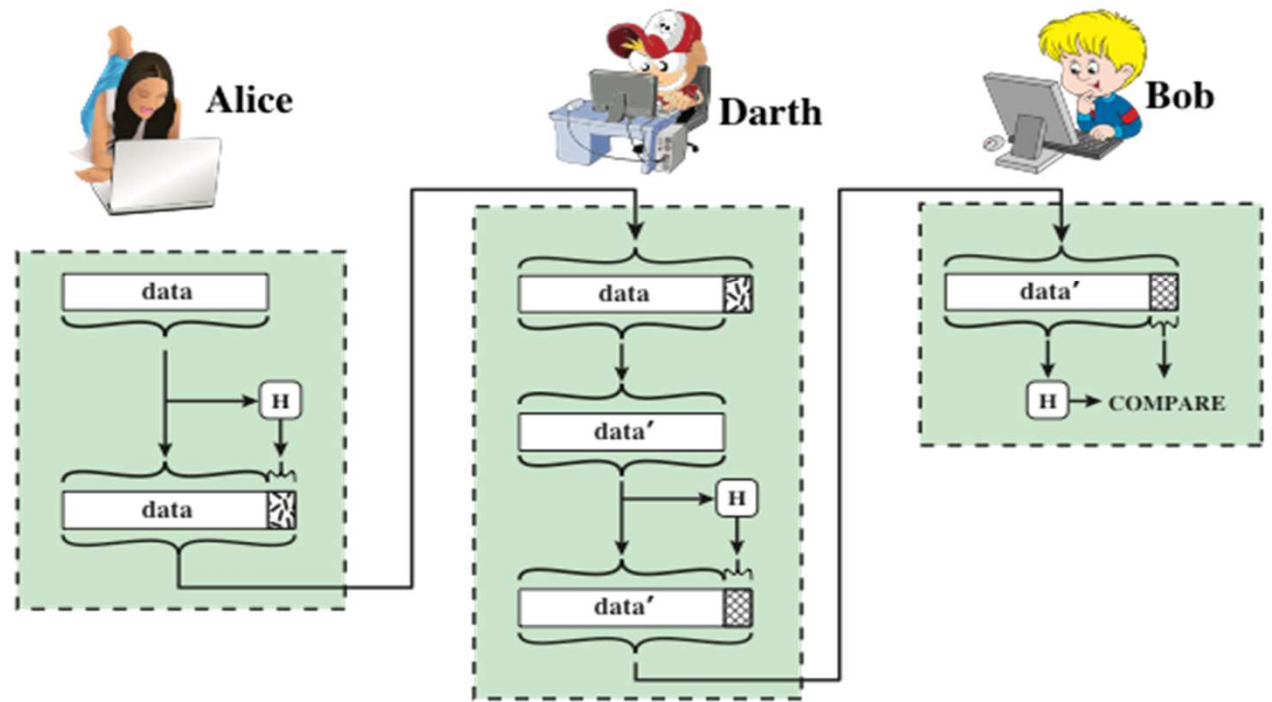 Alice
data
H
data
Darth
data
data′
H
data′
Bob
data′
H
COMPARE